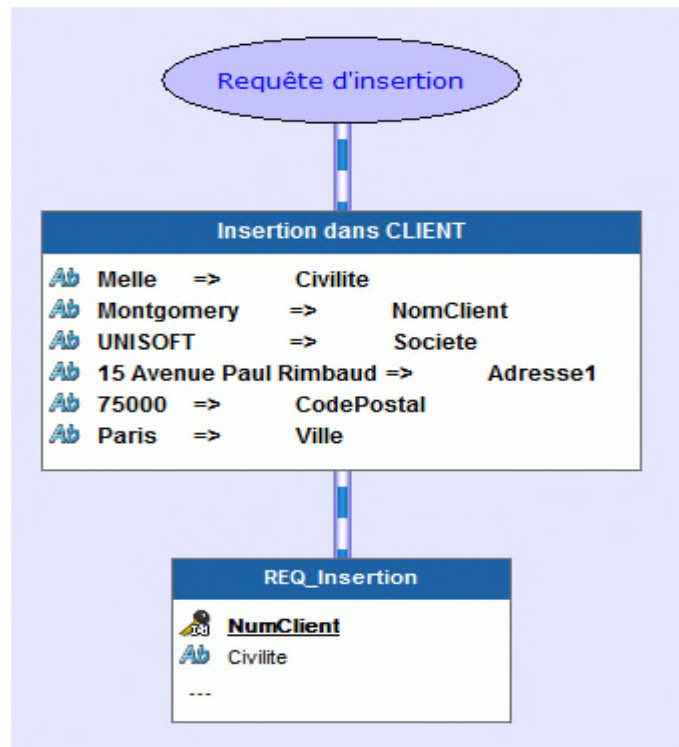 Requête d'insertion
Insertion dans CLIENT
Ab Melle => Civilite
Ab Montgomery => NomClient
Ab UNISOFT => Societe
Ab 15 Avenue Paul Rimbaud => Adresse1
Ab 75000 => CodePostal
Ab Paris => Ville
REQ_Insertion
NumClient
Ab Civilite
---